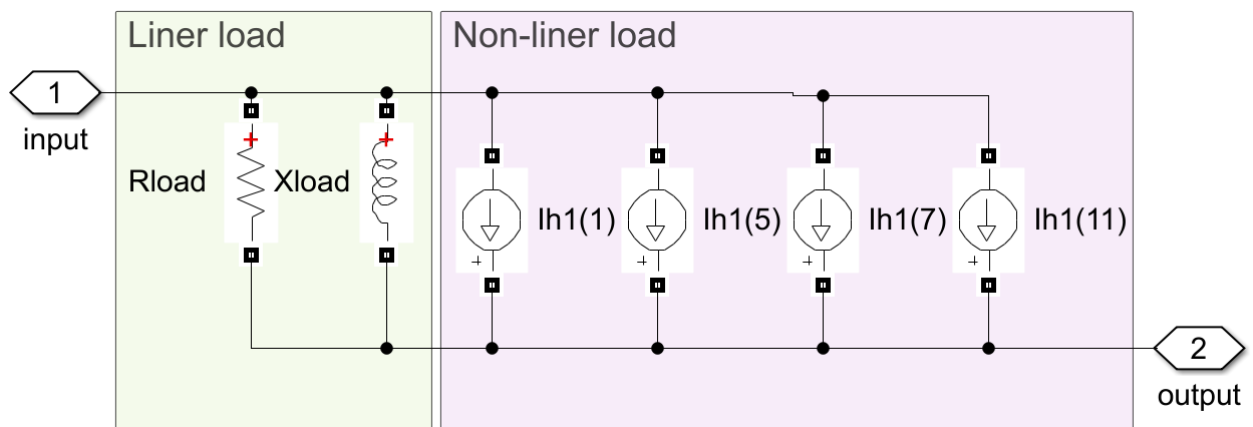 Liner load
Non-liner load
1
input
+
Rload
+
Xload
+
Ih1(1)
+
Ih1(5)
+
Ih1(7)
+
Ih1(11)
2
output